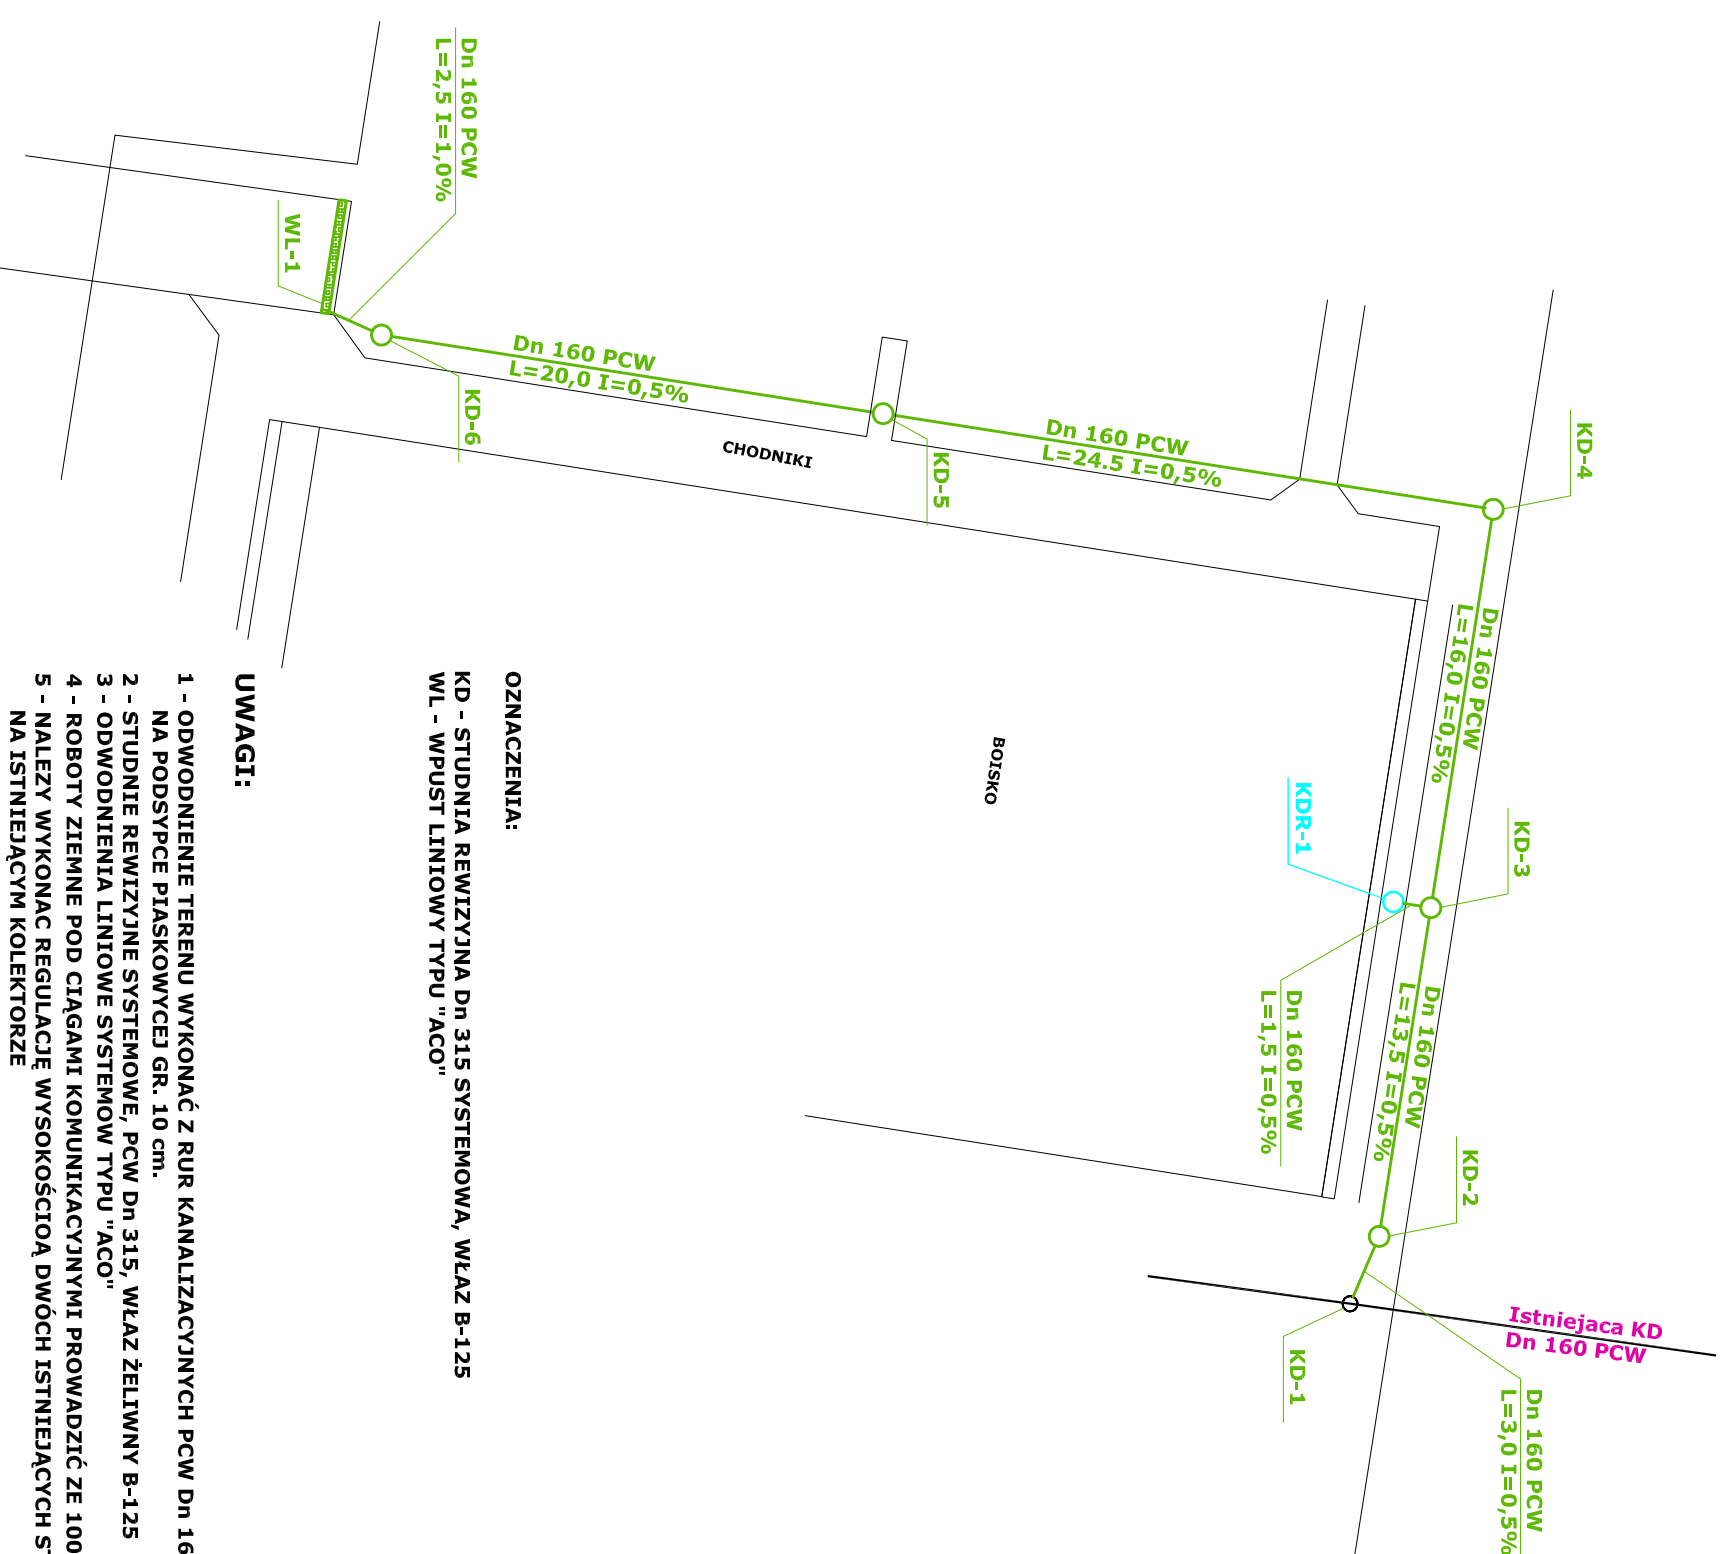 Dn 160 PCW
L=2,5 I=1,0%
WL-1
Dn 160 PCW
L=20,0 I=0,5%
KD-6
CHODNIKI
KD-5
Dn 160 PCW
L=24.5 I=0,5%
KD-4
Dn 160 PCW
L=16,0 I=0,5%
KD-3
KDR-1
BOISKO
Dn 160 PCW
L=1,5 I=0,5%
Dn 160 PCW
L=13,5 I=0,5%
KD-2
Istniejaca KD
Dn 160 PCW
KD-1
Dn 160 PCW
L=3,0 I=0,5%
OZNACZENIA:
KD - STUDNIA REWIZYJNA Dn 315 SYSTEMOWA, WŁAZ B-125
WL - WPUST LINIOWY TYPU "ACO"
UWAGI:
1 - ODWODNIENIE TERENU WYKONAĆ Z RUR KANALIZACYJNYCH PCW Dn 16
NA PODSYPCE PIASKOWYCEJ GR. 10 cm.
2 - STUDNIE REWIZYJNE SYSTEMOWE, PCW Dn 315, WŁAZ ŻELIWNY B-125
3 - ODWODNIENIA LINIOWE SYSTEMOW TYPU "ACO"
4 - ROBOTY ZIEMNE POD CIĄGAMI KOMUNIKACYJNYMI PROWADZIĆ ZE 100
5 - NALEZY WYKONAC REGULACJĘ WYSOKOŚCIOĄ DWÓCH ISTNIEJĄCYCH
NA ISTNIEJĄCYM KOLEKTORZE